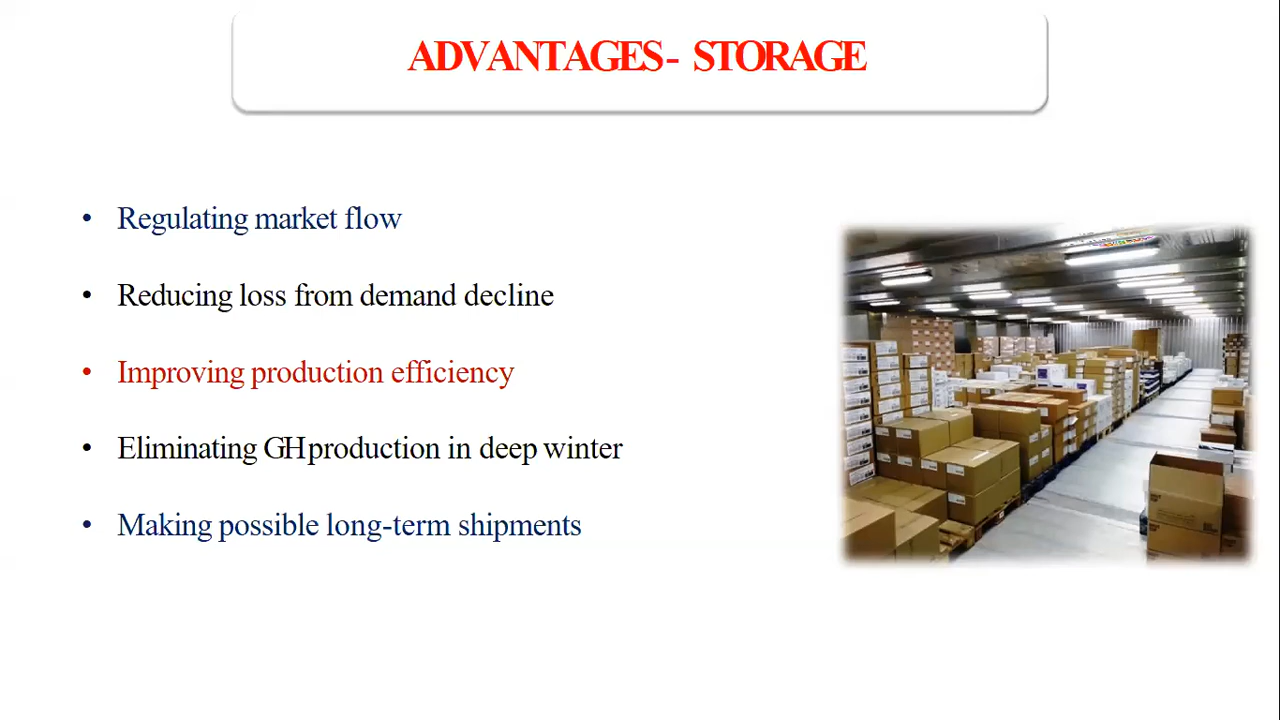 ADVANTAGES- STORAGE
• Regulating market flow
• Reducing loss from demand decline
• Improving production efficiency
• Eliminating GH production in deep winter
• Making possible long-term shipments